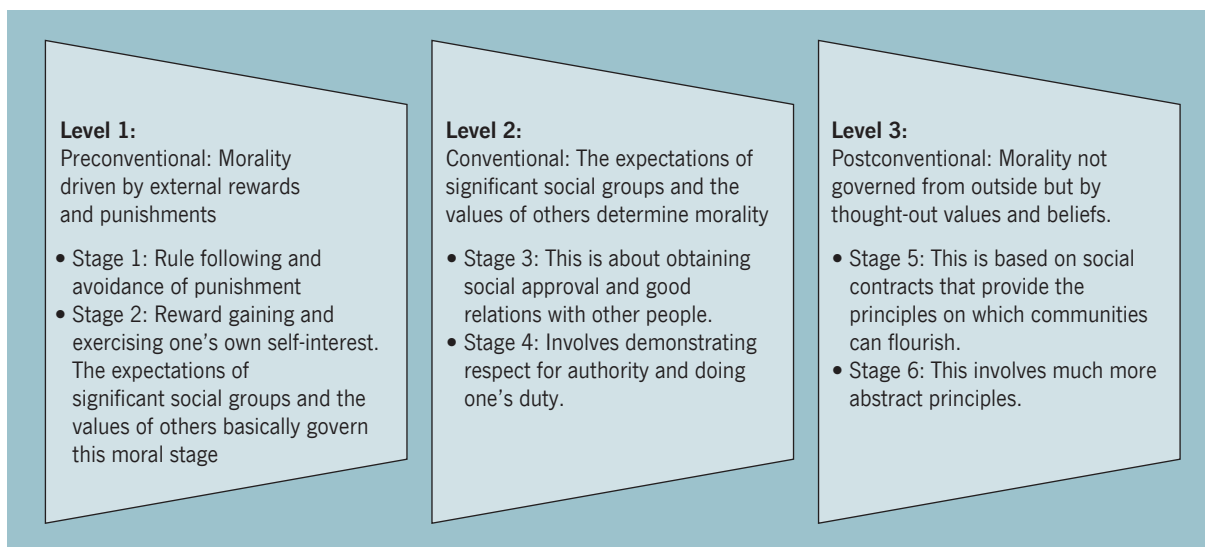 Level 1:
Preconventional: Morality
driven by external rewards
and punishments
• Stage 1: Rule following and
avoidance of punishment
• Stage 2: Reward gaining and
exercising one's own self-interest.
The expectations of
significant social groups and the
values of others basically govern
this moral stage
Level 2:
Conventional: The expectations of
significant social groups and the
values of others determine morality
• Stage 3: This is about obtaining
social approval and good
relations with other people.
• Stage 4: Involves demonstrating
respect for authority and doing
one's duty.
Level 3:
Postconventional: Morality not
governed from outside but by
thought-out values and beliefs.
• Stage 5: This is based on social
contracts that provide the
principles on which communities
can flourish.
• Stage 6: This involves much more
abstract principles.